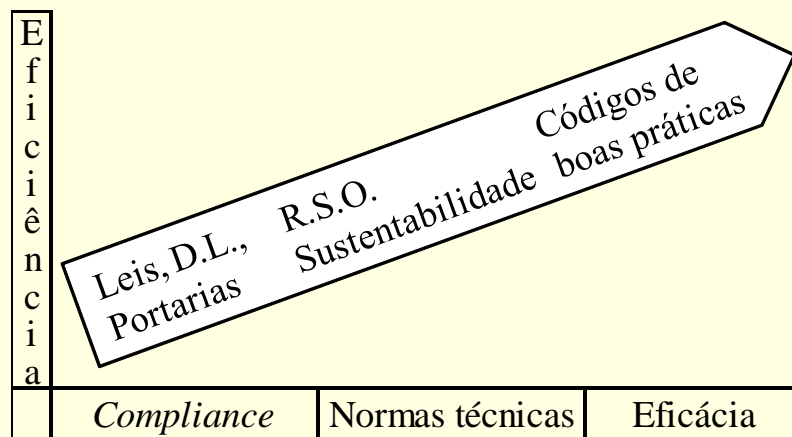 Eficiência
Leis, D.L.,
Portarias
R.S.O.
Sustentabilidade
Códigos de
boas práticas
Compliance
Normas técnicas
Eficácia